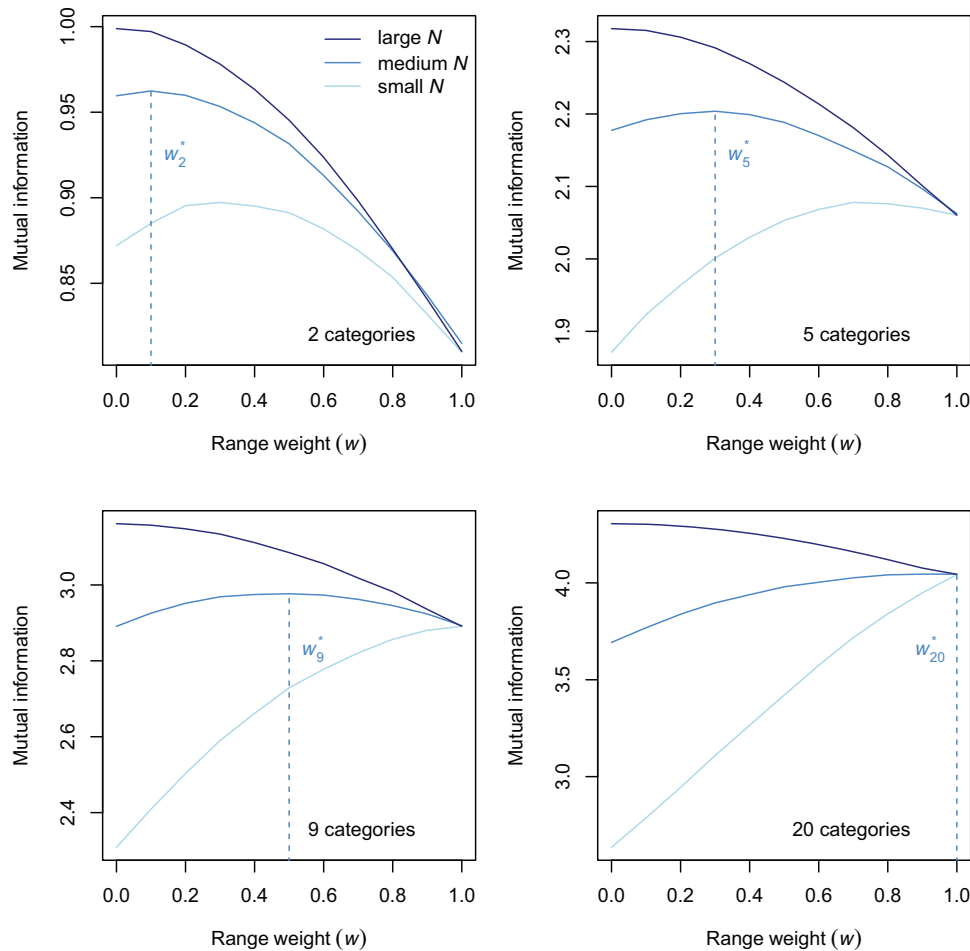 large N
medium N
small N
w*2
2 categories
Mutual information
0.85 0.90 0.95 1.00
0.0 0.2 0.4 0.6 0.8 1.0
Range weight (w)
w*5
5 categories
Mutual information
1.9 2.0 2.1 2.2 2.3
0.0 0.2 0.4 0.6 0.8 1.0
Range weight (w)
w*9
9 categories
Mutual information
2.4 2.6 2.8 3.0
0.0 0.2 0.4 0.6 0.8 1.0
Range weight (w)
w*20
20 categories
Mutual information
3.0 3.5 4.0
0.0 0.2 0.4 0.6 0.8 1.0
Range weight (w)